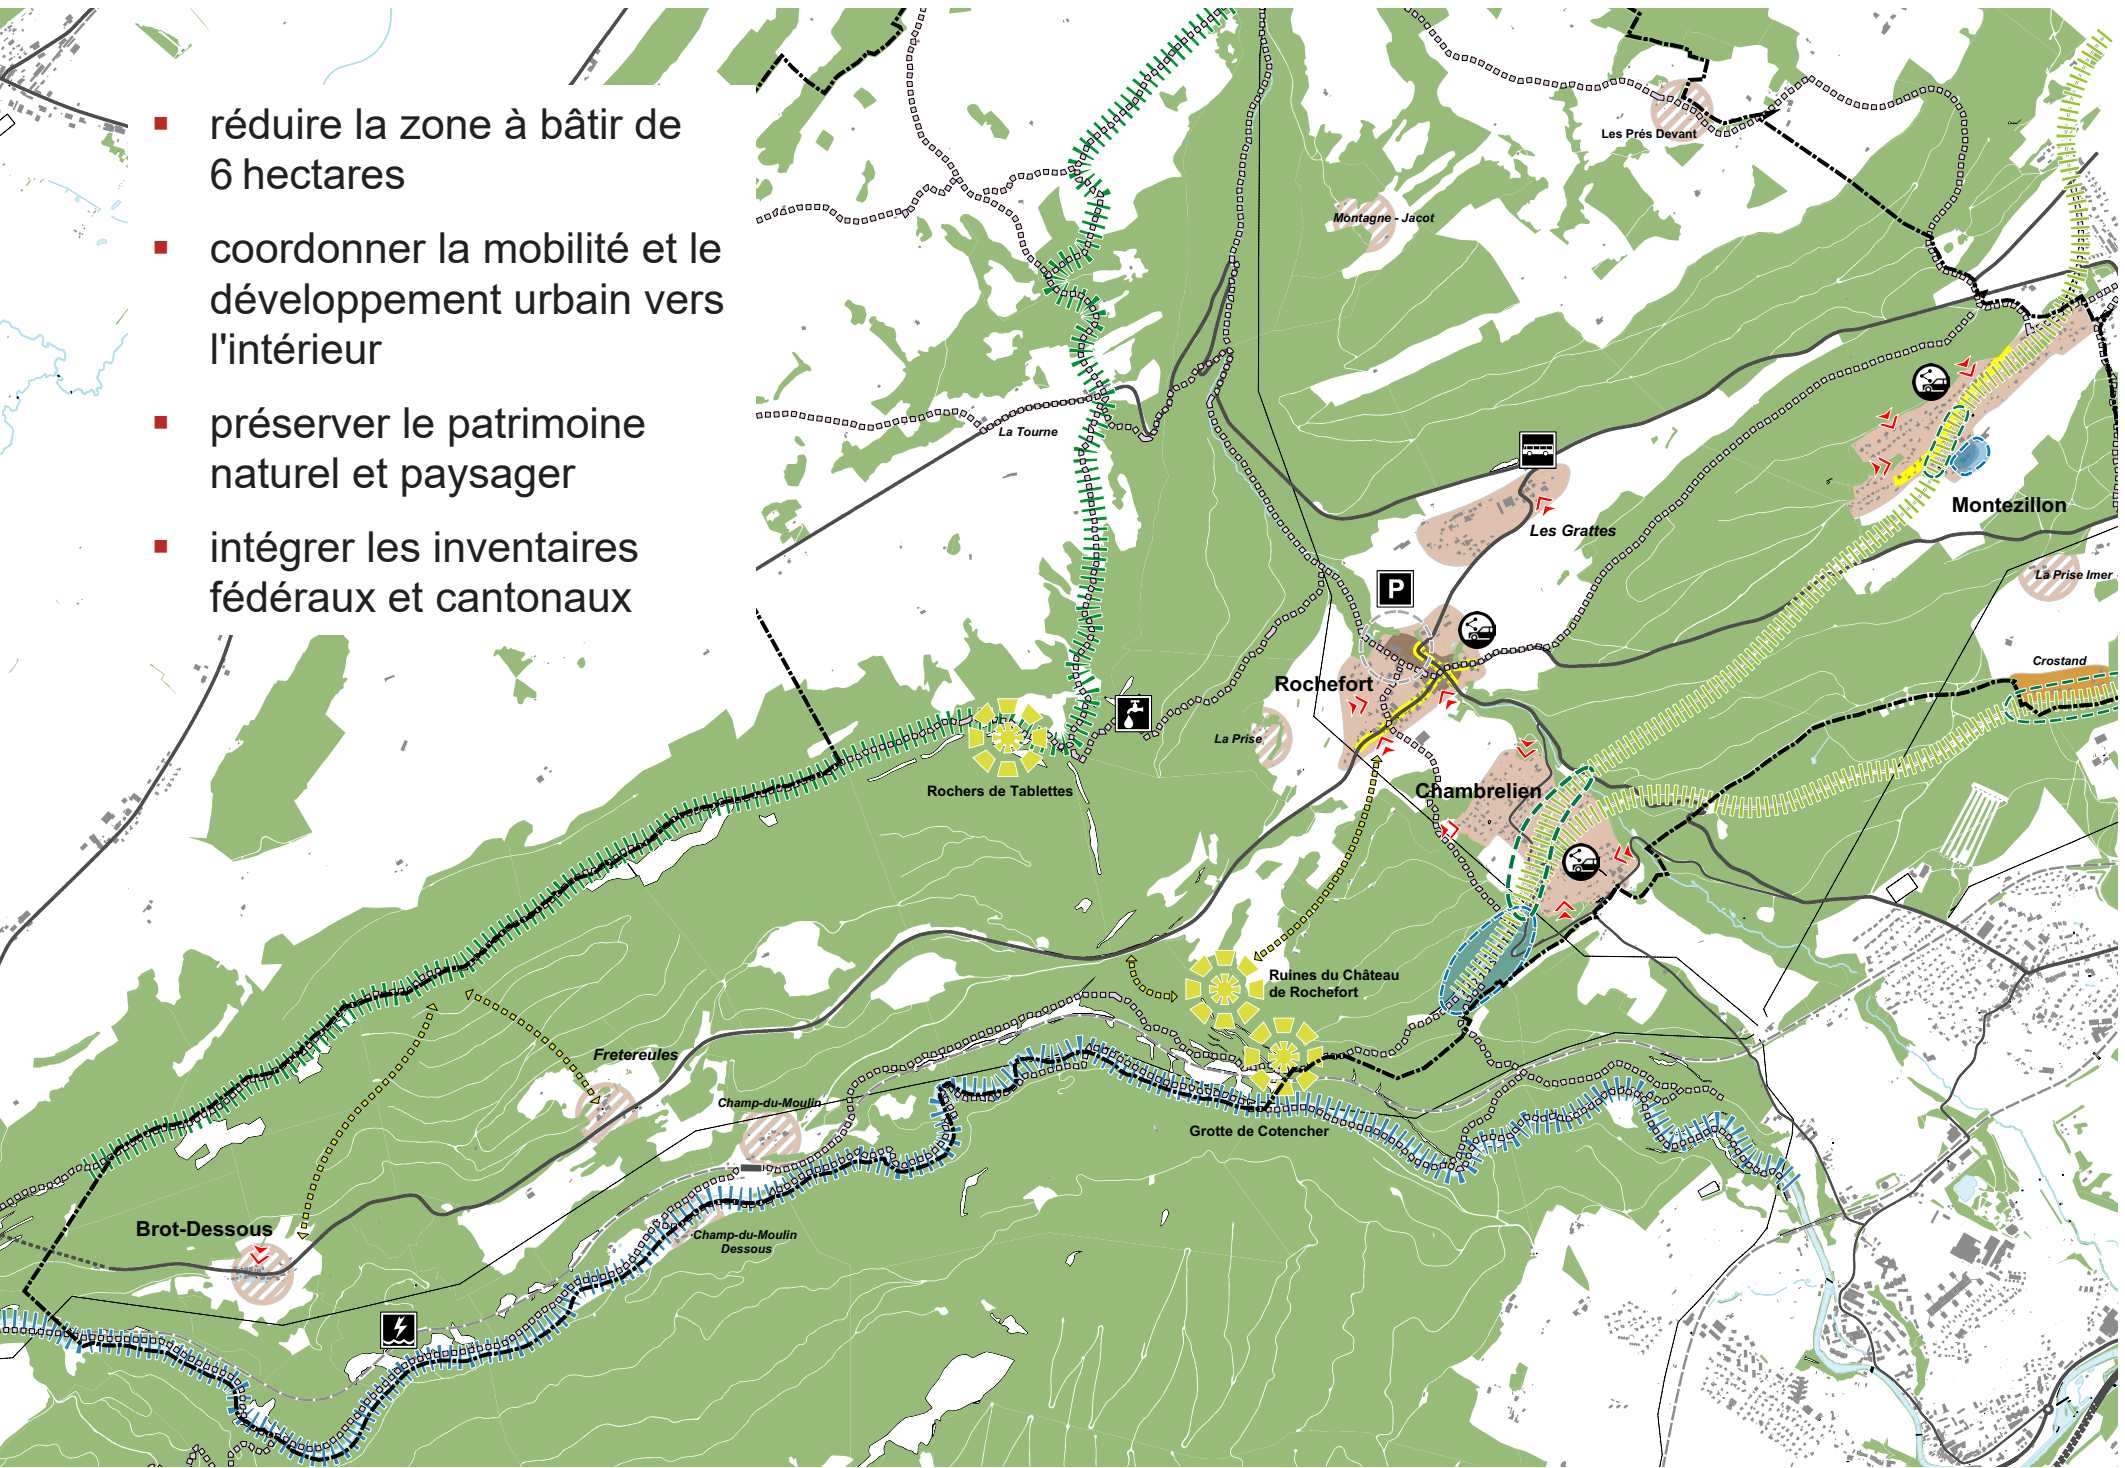 ▪ réduire la zone à bâtir de
6 hectares
▪ coordonner la mobilité et le
développement urbain vers
l'intérieur
▪ préserver le patrimoine
naturel et paysager
▪ intégrer les inventaires
fédéraux et cantonaux
Les Prés Devant
Montagne - Jacot
La Tourne
Montezillon
Les Grattes
La Prise Imer
P
Crostand
Rochefort
La Prise
Rochers de Tablettes
Chambrelien
Ruines du Château
de Rochefort
Fretereules
Champ-du-Moulin
Grotte de Cotencher
Brot-Dessous
Champ-du-Moulin
Dessous